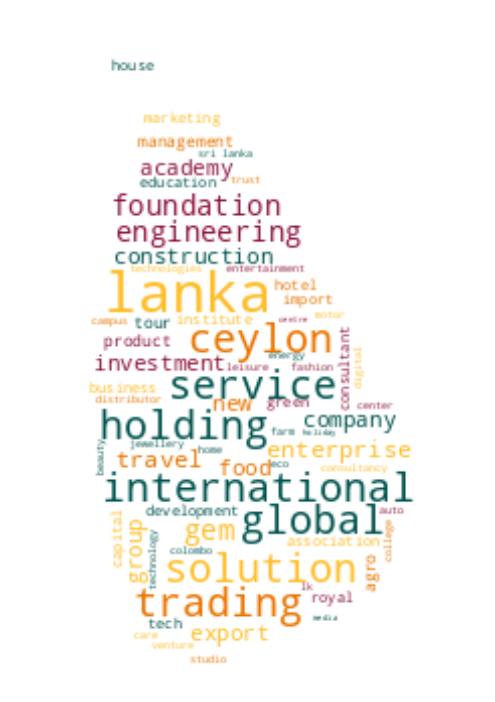 house
marketing
management
sri lanka
academy
education trust
foundation
engineering
construction
technologies entertainment
lanka hotel
import
campus tour institute centre motor
product ceylon consultant
energy
investment leisure fashion digital
business service
distributor new green center
holding company
farm holiday
beauty jewellery home enterprise
travel food eco consultancy
international
capital group development global auto
gem college
technology colombo association
solution agro
lk
trading royal
tech media
care export
venture
studio